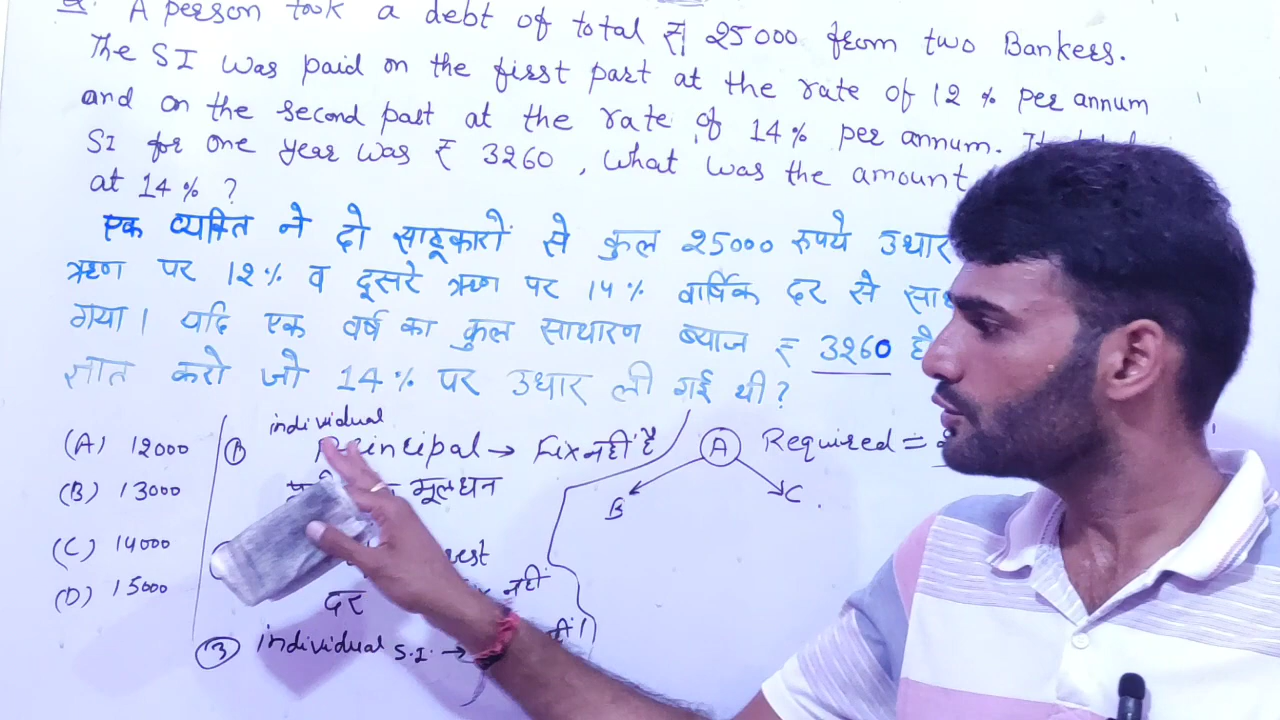 Q. A person took a debt of total ₹ 25000 from two Bankers.
The SI was paid on the first part at the rate of 12 % per annum
and on the second part at the rate of 14% per annum. If
SI for one year was ₹ 3260 , What was the amount
at 14 % ?
एक व्यक्ति ने दो साहूकारों से कुल 25000 रुपये उधार
ऋण पर 12% व दूसरे ऋण पर 14% वार्षिक दर से
गया। यदि एक वर्ष का कुल साधारण ब्याज ₹ 3260 है
ज्ञात करो जो 14% पर उधार ली गई थी?
(A) 12000
(B) 13000
(C) 14000
(D) 15000
individual
Principal → Fix नहीं है
मूलधन
दर
नहीं
(3) individual S.I. →
(A) Required =
B C